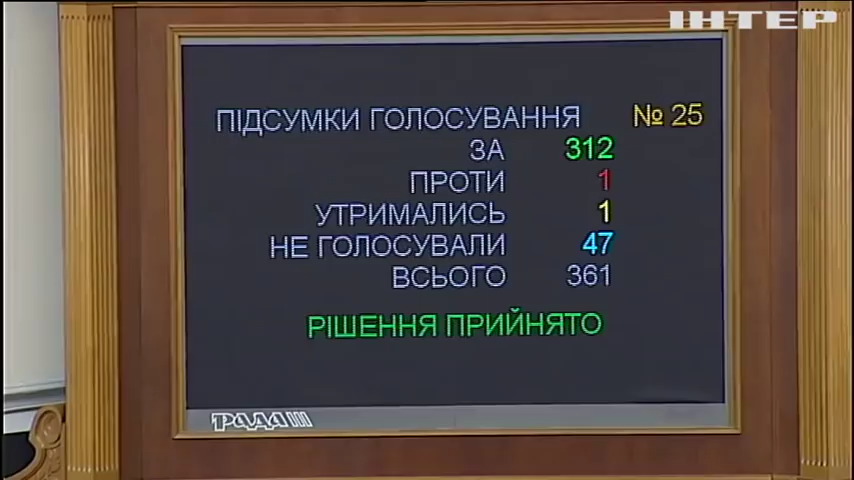 ІНТЕР
ПІДСУМКИ ГОЛОСУВАННЯ № 25
ЗА 312
ПРОТИ 1
УТРИМАЛИСЬ 1
НЕ ГОЛОСУВАЛИ 47
ВСЬОГО 361
РІШЕННЯ ПРИЙНЯТО
РАДА